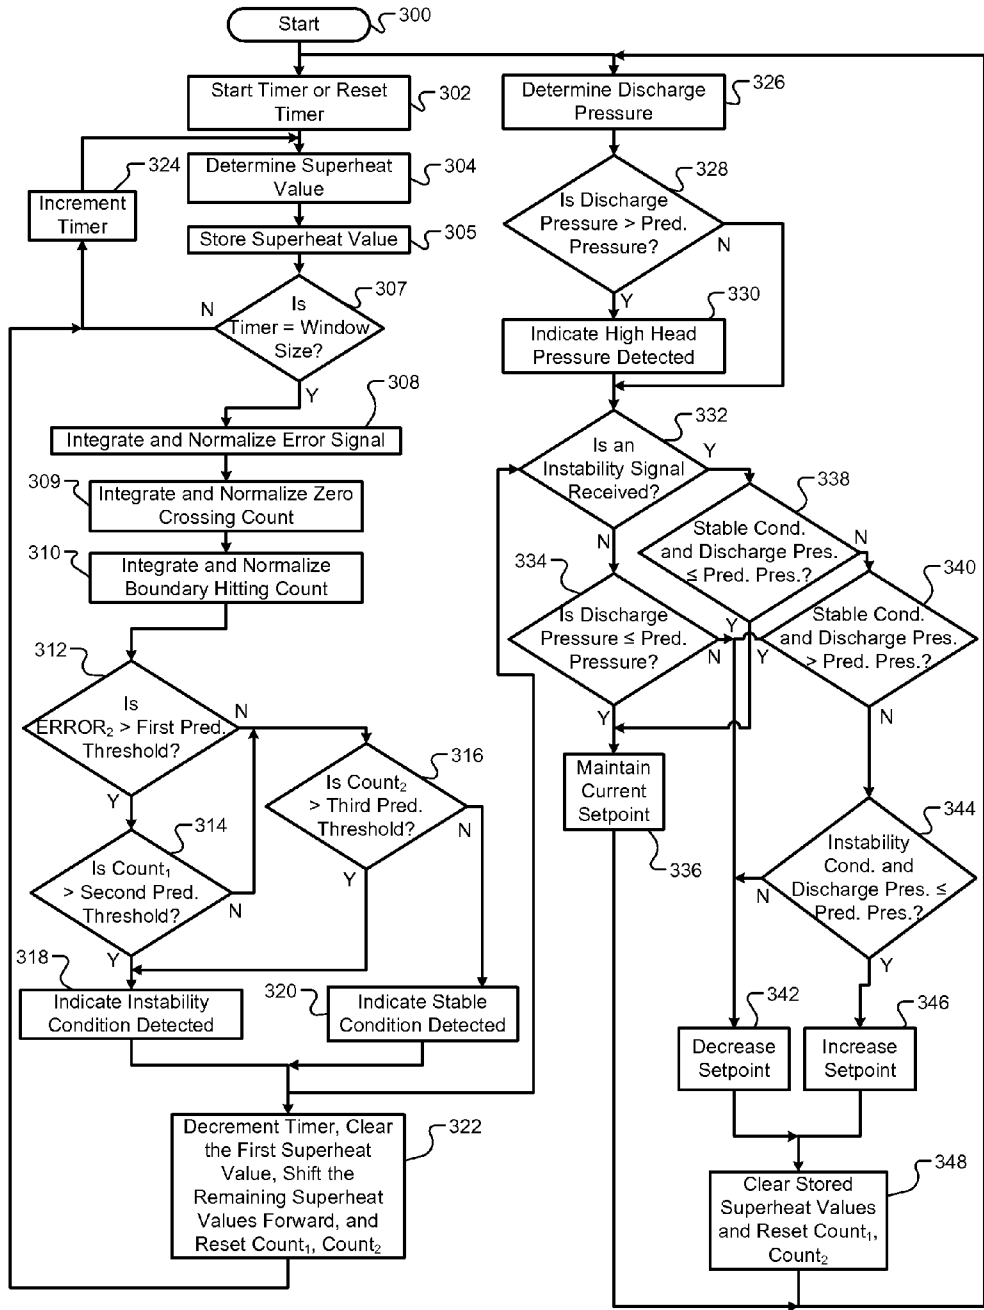 Start
300
Start Timer or Reset
Timer
302
Determine Superheat
Value
304
324
Increment
Timer
Store Superheat Value
305
Is
Timer = Window
Size?
307
N
Y
308
Integrate and Normalize Error Signal
309
Integrate and Normalize Zero
Crossing Count
310
Integrate and Normalize
Boundary Hitting Count
312
Is
ERROR₂ > First Pred.
Threshold?
N
Y
314
Is Count₁
> Second Pred.
Threshold?
N
Y
316
Is Count₂
> Third Pred.
Threshold?
N
Y
318
Indicate Instability
Condition Detected
320
Indicate Stable
Condition Detected
322
Decrement Timer, Clear
the First Superheat
Value, Shift the
Remaining Superheat
Values Forward, and
Reset Count₁, Count₂
Determine Discharge
Pressure
326
328
Is Discharge
Pressure > Pred.
Pressure?
N
Y
330
Indicate High Head
Pressure Detected
332
Is an
Instability Signal
Received?
Y
N
334
Is Discharge
Pressure ≤ Pred.
Pressure?
N
Y
338
Stable Cond.
and Discharge Pres.
≤ Pred. Pres.?
N
Y
340
Stable Cond.
and Discharge Pres.
> Pred. Pres.?
Y
N
Maintain
Current
Setpoint
336
344
Instability
Cond. and
Discharge Pres. ≤
Pred. Pres.?
N
Y
342
Decrease
Setpoint
346
Increase
Setpoint
348
Clear Stored
Superheat Values
and Reset Count₁,
Count₂